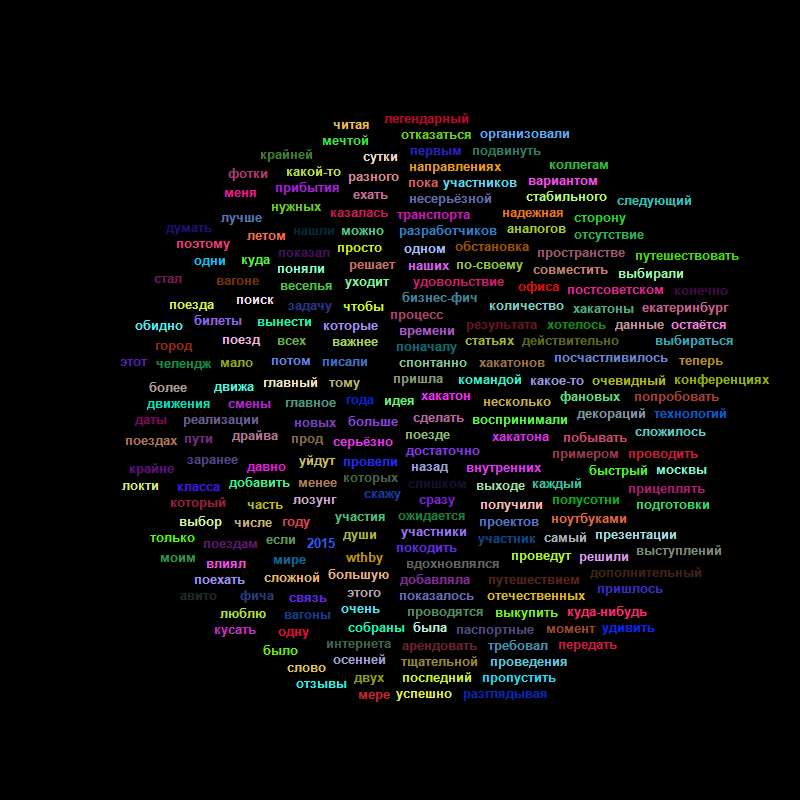 легендарный
читая
отказаться организовали
мечтой
первым подвинуть
крайней сутки
направлениях коллегам
фотки какой-то разного
пока участников вариантом
меня прибытия ехать несерьёзной стабильного следующий
нужных казалась транспорта надежная сторону
лучше
думать нашли можно разработчиков аналогов отсутствие
поэтому летом показал просто одном обстановка пространстве путешествовать
одни куда поняли решает наших по-своему совместить выбирали
стал вагоне веселья уходит удовольствие офиса постсоветском конечно
поезда поиск задачу чтобы бизнес-фич количество хакатоны екатеринбург
процесс
обидно билеты вынести которые времени результата хотелось данные остаётся
город поезд всех важнее поначалу статьях действительно выбираться
этот челендж мало потом писали спонтанно хакатонов посчастливилось теперь
более движа главный тому пришла командой какое-то очевидный конференциях
движения смены главное года идея хакатон несколько фановых попробовать
даты реализации новых больше сделать воспринимали декораций технологий
поездах пути драйва прод серьёзно поезде хакатона побывать сложилось
заранее достаточно примером проводить
крайне давно уйдут провели назад внутренних быстрый москвы
локти класса добавить менее которых слишком выходе каждый прицеплять
который часть лозунг скажу сразу получили полусотни подготовки
выбор числе году участия ожидается проектов ноутбуками
только поездам если 2015 души участники участник самый презентации
походить
моим влиял мире wthby вдохновлялся проведут решили выступлений
поехать сложной большую добавляла путешествием дополнительный
авито фича связь этого показалось отечественных пришлось
люблю вагоны очень проводятся выкупить куда-нибудь
кусать одну собраны была паспортные момент удивить
было интернета арендовать требовал передать
слово осенней тщательной проведения
отзывы двух последний пропустить
мере успешно разглядывая